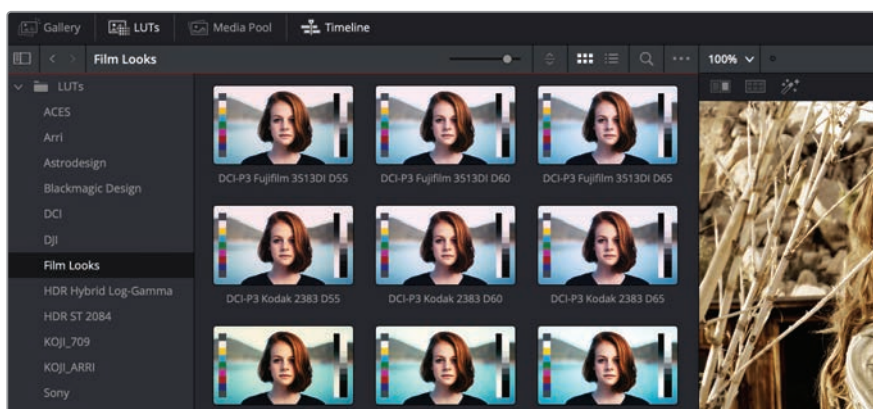 Gallery LUTs Media Pool Timeline
Film Looks 100%
LUTs
ACES
Arri
Astrodesign
Blackmagic Design
DCI
DJI
Film Looks
HDR Hybrid Log-Gamma
HDR ST 2084
KOJI_709
KOJI_ARRI
Sony
DCI-P3 Fujifilm 3513DI D55 DCI-P3 Fujifilm 3513DI D60 DCI-P3 Fujifilm 3513DI D65
DCI-P3 Kodak 2383 D55 DCI-P3 Kodak 2383 D60 DCI-P3 Kodak 2383 D65